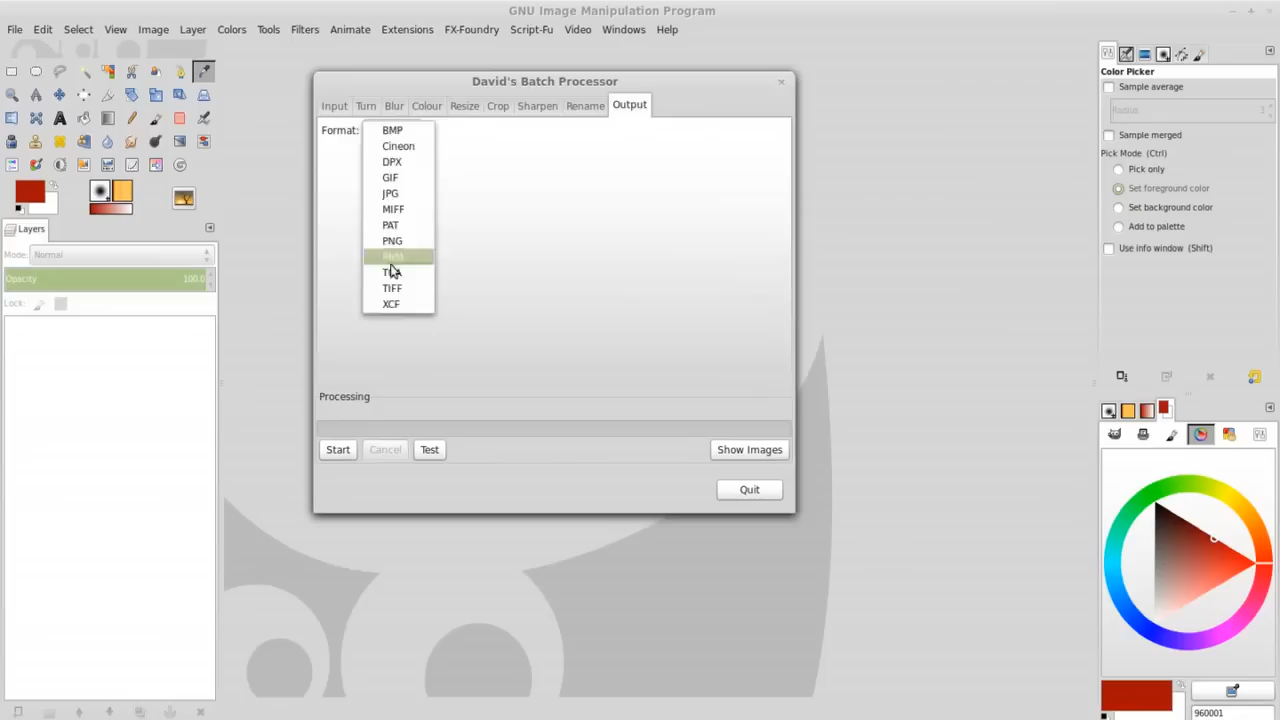 GNU Image Manipulation Program
File Edit Select View Image Layer Colors Tools Filters Animate Extensions FX-Foundry Script-Fu Video Windows Help
David's Batch Processor
Input Turn Blur Colour Resize Crop Sharpen Rename Output
Format:
BMP
Cineon
DPX
GIF
JPG
MIFF
PAT
PNG
TIFF
XCF
Processing
Start Cancel Test Show Images
Quit
Layers
Mode: Normal
Opacity 100.0
Lock:
Color Picker
Sample average
Radius 3
Sample merged
Pick Mode (Ctrl)
Pick only
Set foreground color
Set background color
Add to palette
Use info window (Shift)
960001